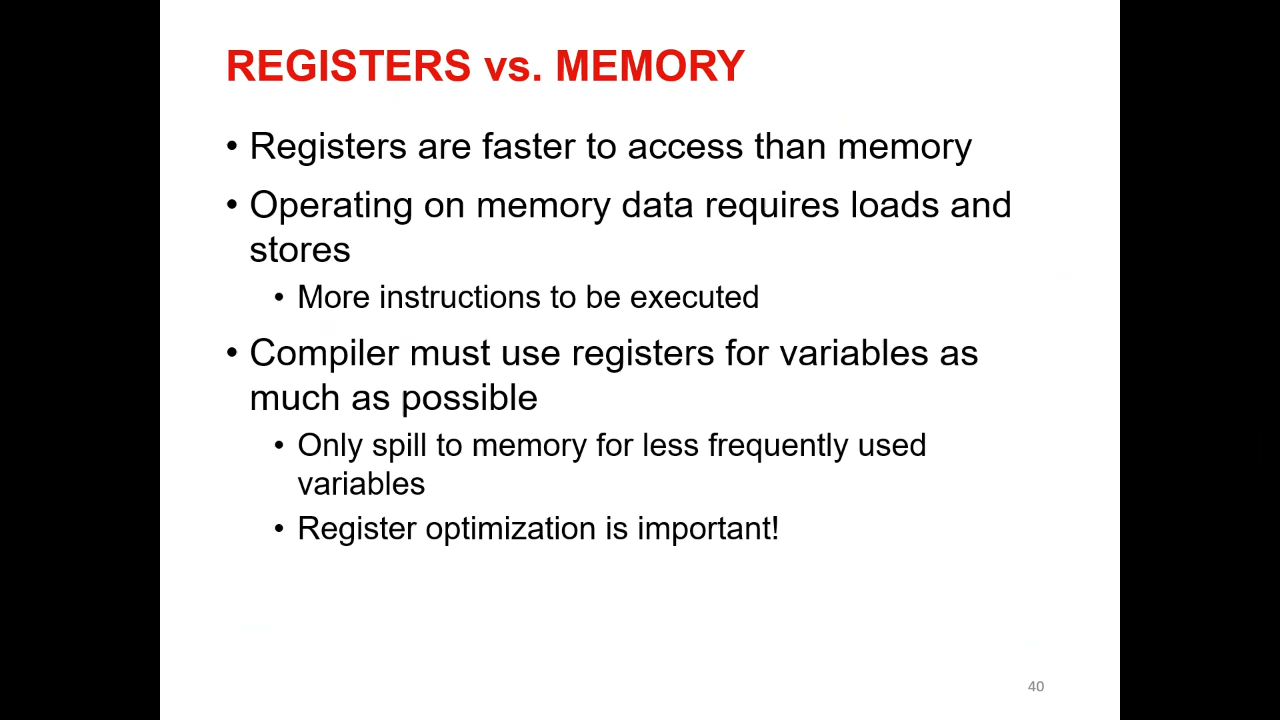 REGISTERS vs. MEMORY
• Registers are faster to access than memory
• Operating on memory data requires loads and
stores
• More instructions to be executed
• Compiler must use registers for variables as
much as possible
• Only spill to memory for less frequently used
variables
• Register optimization is important!
40